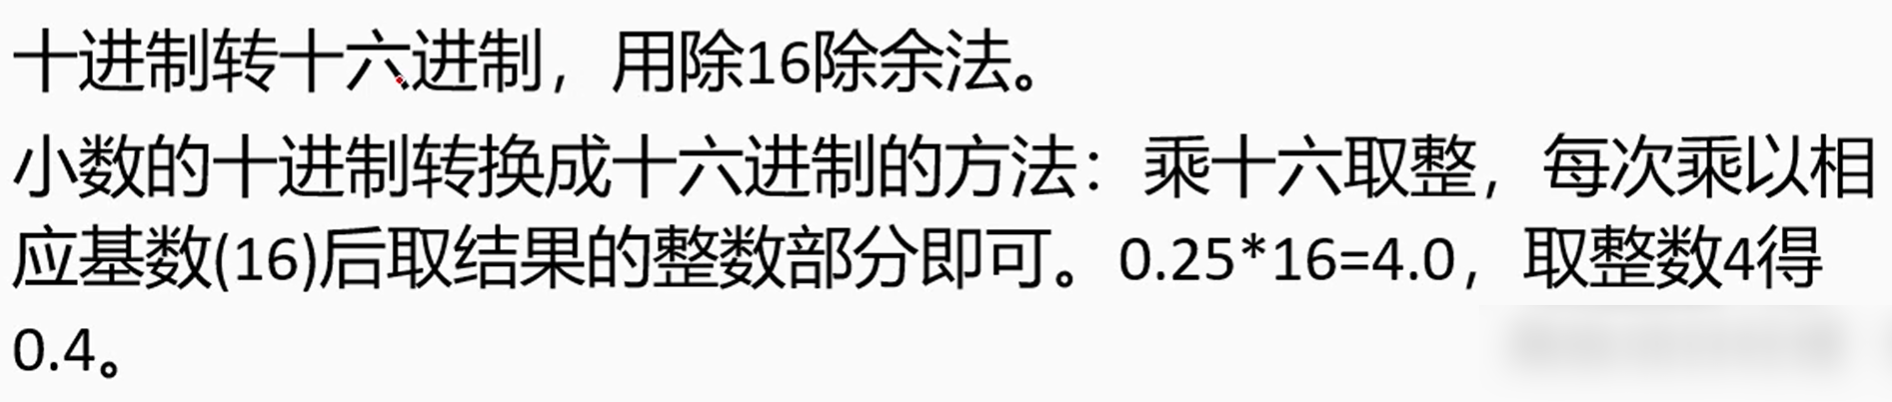 十进制转十六进制，用除16除余法。
小数的十进制转换成十六进制的方法：乘十六取整，每次乘以相
应基数(16)后取结果的整数部分即可。0.25*16=4.0，取整数4得
0.4。